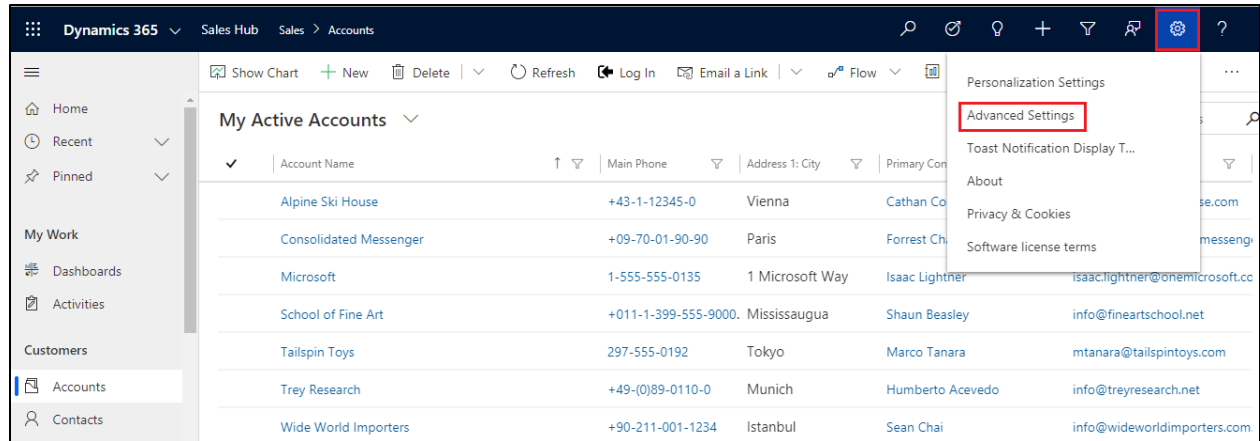 Dynamics 365 Sales Hub Sales > Accounts ?
Show Chart New Delete Refresh Log In Email a Link Flow ...
Personalization Settings
Advanced Settings
Toast Notification Display T...
About
Privacy & Cookies
Software license terms
Home
Recent
Pinned
My Work
Dashboards
Activities
Customers
Accounts
Contacts
My Active Accounts
Account Name Main Phone Address 1: City Primary Con
Alpine Ski House +43-1-12345-0 Vienna Cathan Co se.com
Consolidated Messenger +09-70-01-90-90 Paris Forrest Ch messeng
Microsoft 1-555-555-0135 1 Microsoft Way Isaac Lightner isaac.lightner@onemicrosoft.cc
School of Fine Art +011-1-399-555-9000. Mississaugua Shaun Beasley info@fineartschool.net
Tailspin Toys 297-555-0192 Tokyo Marco Tanara mtanara@tailspintoys.com
Trey Research +49-(0)89-0110-0 Munich Humberto Acevedo info@treyresearch.net
Wide World Importers +90-211-001-1234 Istanbul Sean Chai info@wideworldimporters.com